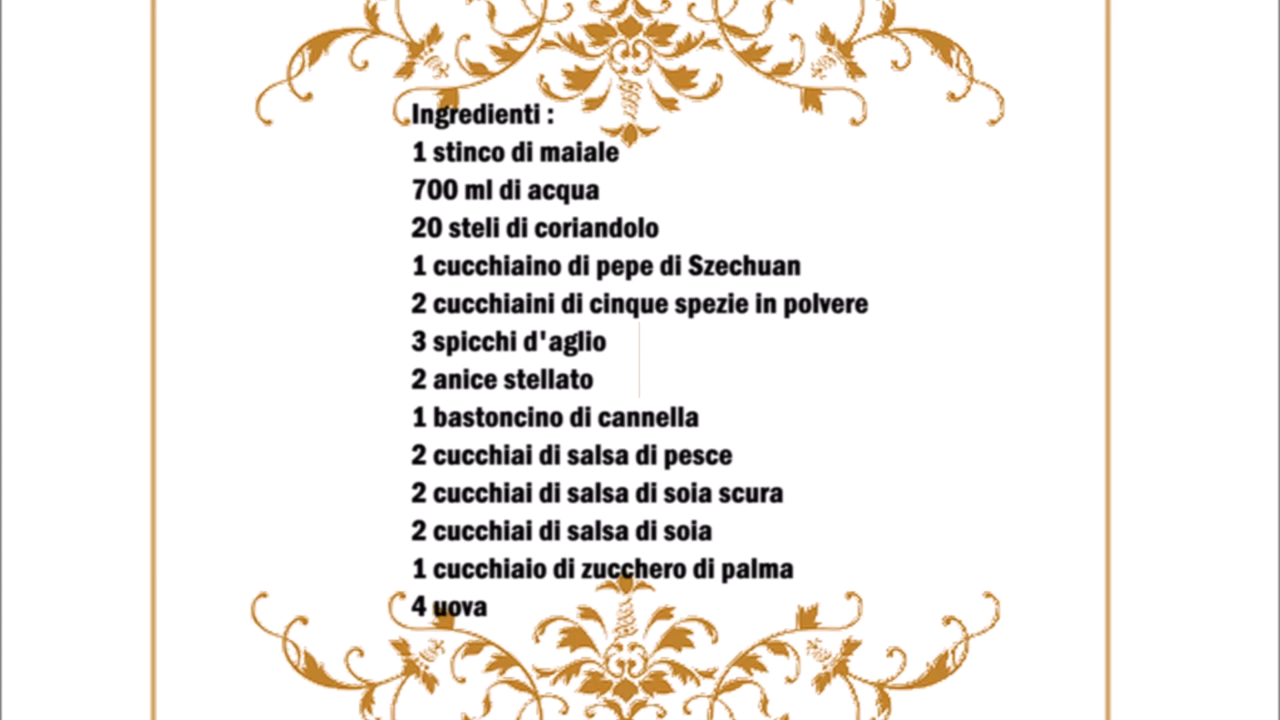 Ingredienti :
1 stinco di maiale
700 ml di acqua
20 steli di coriandolo
1 cucchiaino di pepe di Szechuan
2 cucchiaini di cinque spezie in polvere
3 spicchi d'aglio
2 anice stellato
1 bastoncino di cannella
2 cucchiai di salsa di pesce
2 cucchiai di salsa di soia scura
2 cucchiai di salsa di soia
1 cucchiaio di zucchero di palma
4 uova